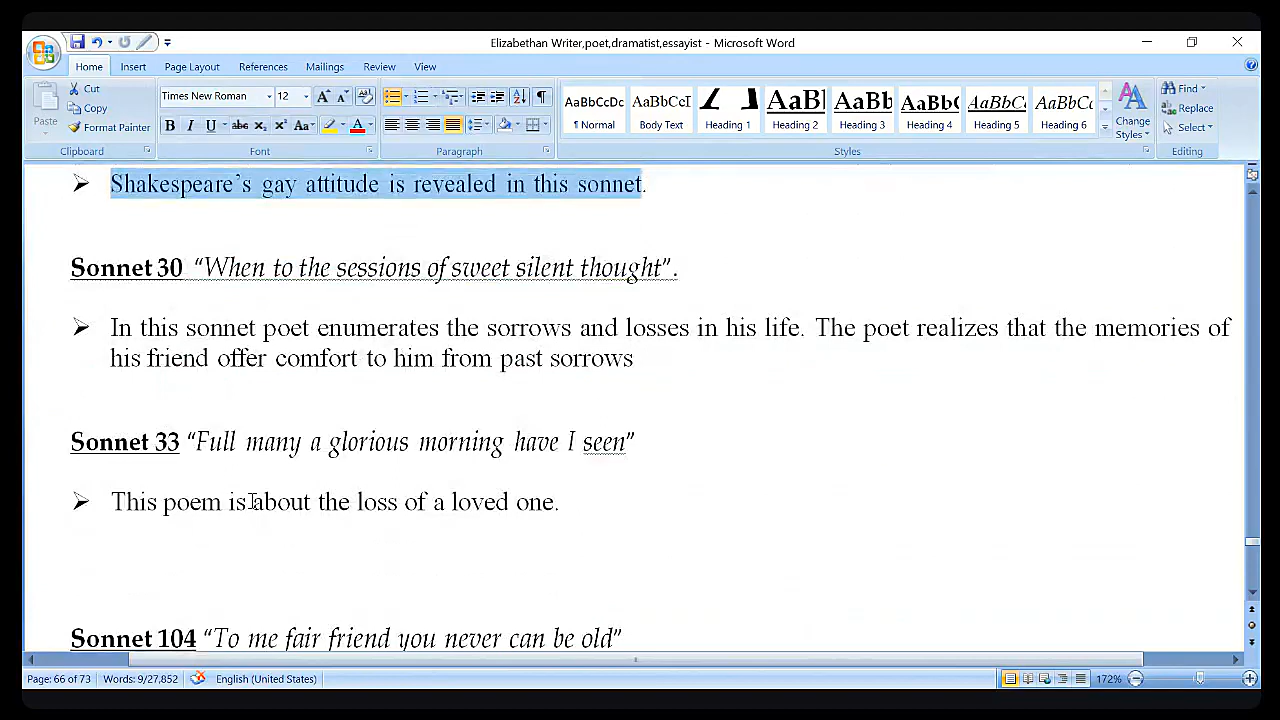 Elizabethan Writer,poet,dramatist,essayist - Microsoft Word
Home Insert Page Layout References Mailings Review View
Paste
Cut
Copy
Format Painter
Clipboard
Times New Roman 12
Font
Paragraph
AaBbCcDc AaBbCcI AaBl AaBb AaBb( AaBbC AaBbCc
¶ Normal Body Text Heading 1 Heading 2 Heading 3 Heading 4 Heading 5 Heading 6
Styles
Change Styles
Find
Replace
Select
Editing
Shakespeare's gay attitude is revealed in this sonnet.
Sonnet 30 “When to the sessions of sweet silent thought”.
In this sonnet poet enumerates the sorrows and losses in his life. The poet realizes that the memories of
his friend offer comfort to him from past sorrows
Sonnet 33 “Full many a glorious morning have I seen”
This poem is about the loss of a loved one.
Sonnet 104 “To me fair friend you never can be old”
Page: 66 of 73 Words: 9/27,852 English (United States) 172%